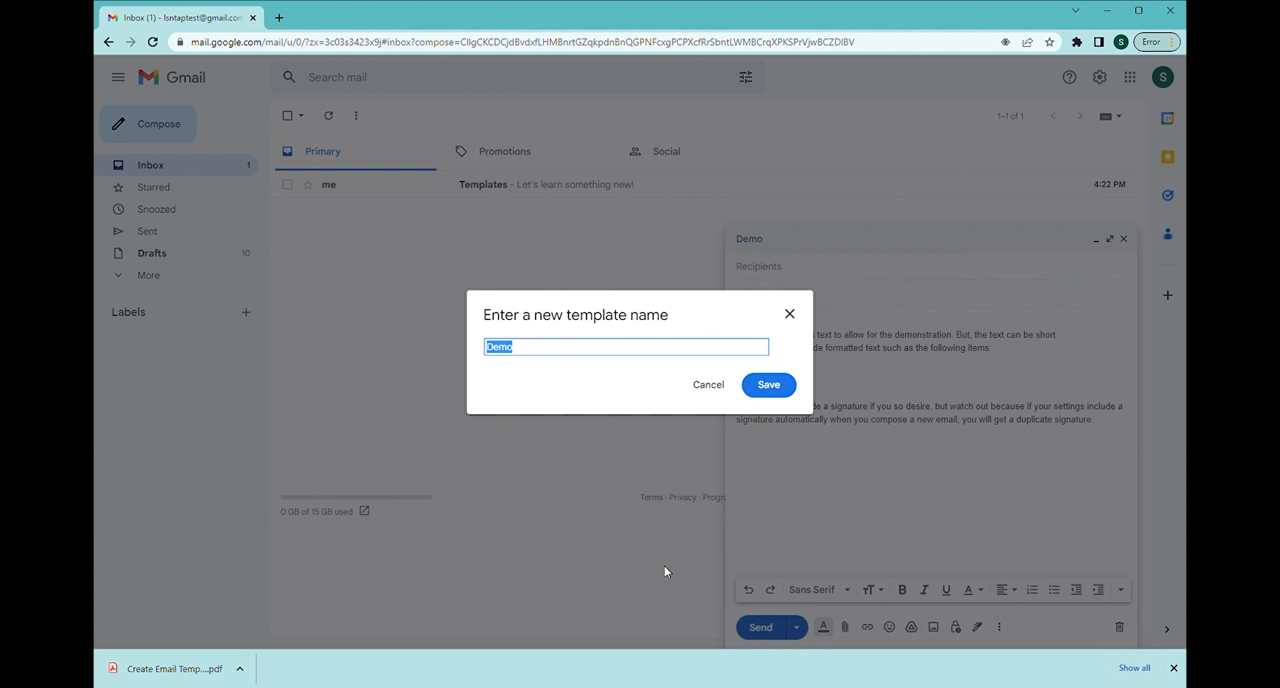 Inbox (1) - lsntaptest@gmail.com
mail.google.com/mail/u/0/?zx=3c03s3423x9j#inbox?compose=CllgCKCDCjdBvdxfLHMBnrtGZqkpdnBnQGPNFcxgPCPXcfRrSbntLWMBCrqXPKSPrVjwBCZDlBV
S
Error
Gmail
Search mail
S
Compose
1–1 of 1
Inbox
1
Primary
Promotions
Social
Starred
me
Templates - Let's learn something new!
4:22 PM
Snoozed
Sent
Drafts
10
More
Labels
Demo
Recipients
Enter a new template name
Demo
Cancel
Save
text to allow for the demonstration. But, the text can be short
de formatted text such as the following items:
e a signature if you so desire, but watch out because if your settings include a
signature automatically when you compose a new email, you will get a duplicate signature.
Terms · Privacy · Progr
0 GB of 15 GB used
Sans Serif
Send
Create Email Temp....pdf
Show all